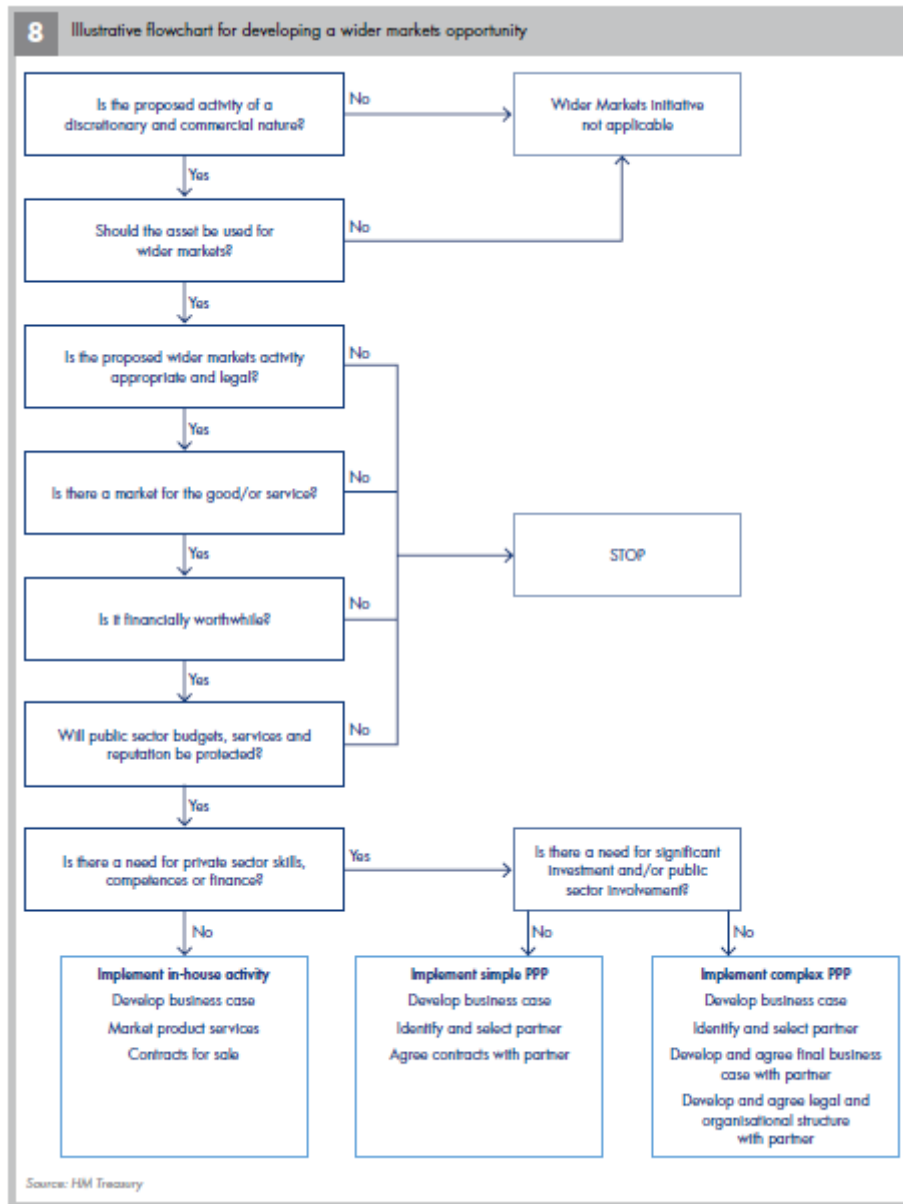 8 Illustrative flowchart for developing a wider markets opportunity
Is the proposed activity of a
discretionary and commercial nature?
No
Wider Markets initiative
not applicable
Yes
Should the asset be used for
wider markets?
No
Yes
Is the proposed wider markets activity
appropriate and legal?
No
Yes
Is there a market for the good/or service?
No
STOP
Yes
Is it financially worthwhile?
No
Yes
Will public sector budgets, services and
reputation be protected?
No
Yes
Is there a need for private sector skills,
competences or finance?
Yes
Is there a need for significant
investment and/or public
sector involvement?
No
No
No
Implement in-house activity
Develop business case
Market product services
Contracts for sale
Implement simple PPP
Develop business case
Identify and select partner
Agree contracts with partner
Implement complex PPP
Develop business case
Identify and select partner
Develop and agree final business
case with partner
Develop and agree legal and
organisational structure
with partner
Source: HM Treasury